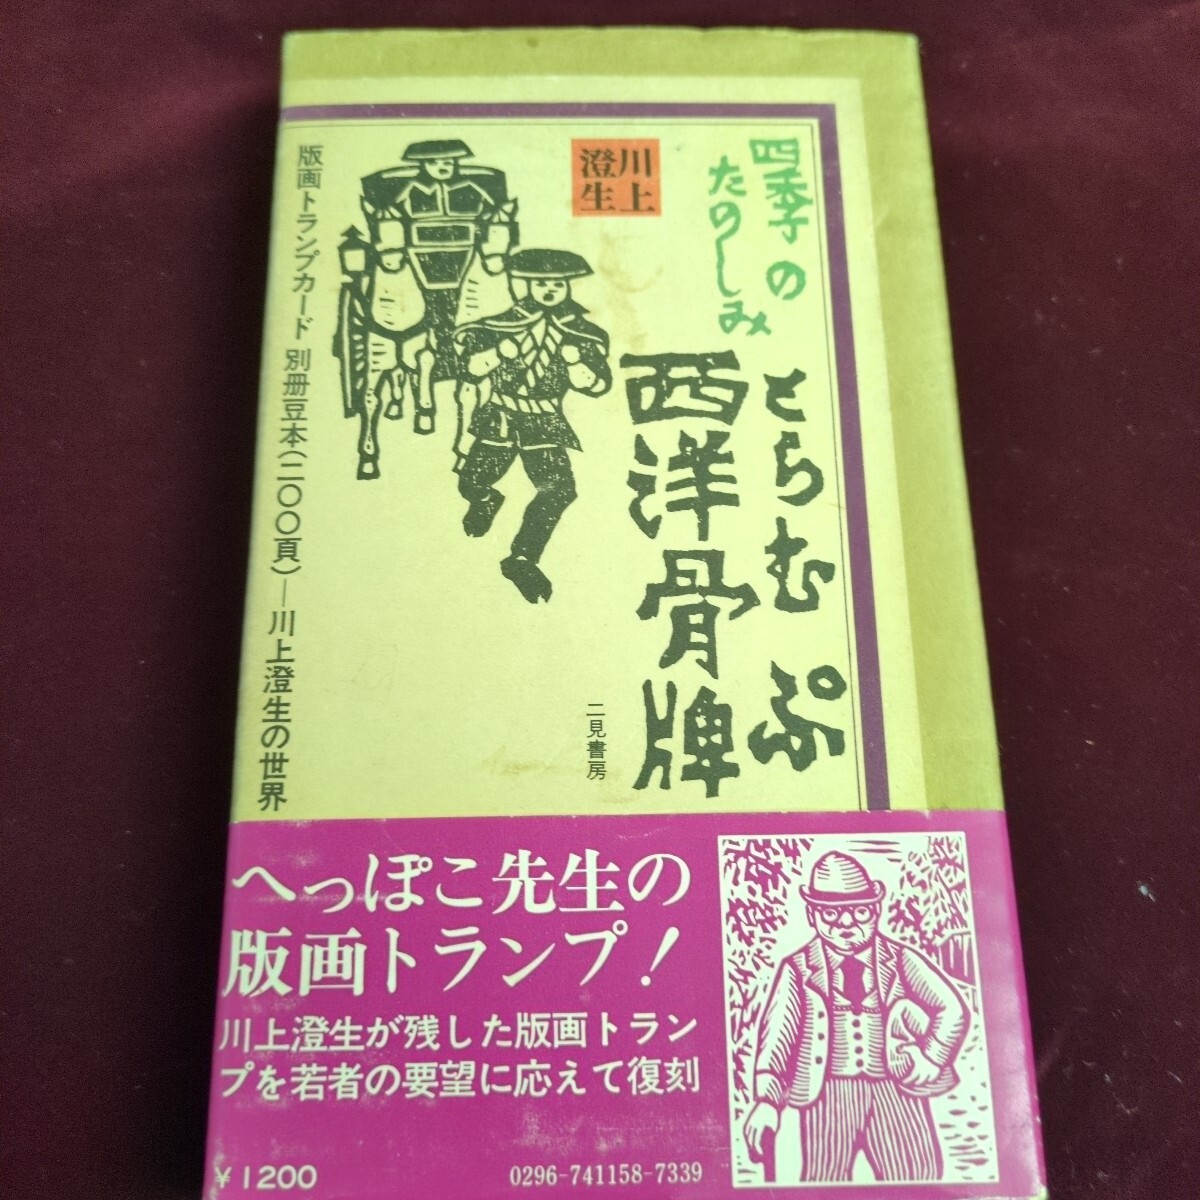 四季の
たのしみ
とらむぷ
西洋骨牌
川上
澄生
二見書房
版画トランプカード 別冊豆本(二〇〇頁)―川上澄生の世界
へっぽこ先生の
版画トランプ!
川上澄生が残した版画トラン
プを若者の要望に応えて復刻
¥1200
0296-741158-7339